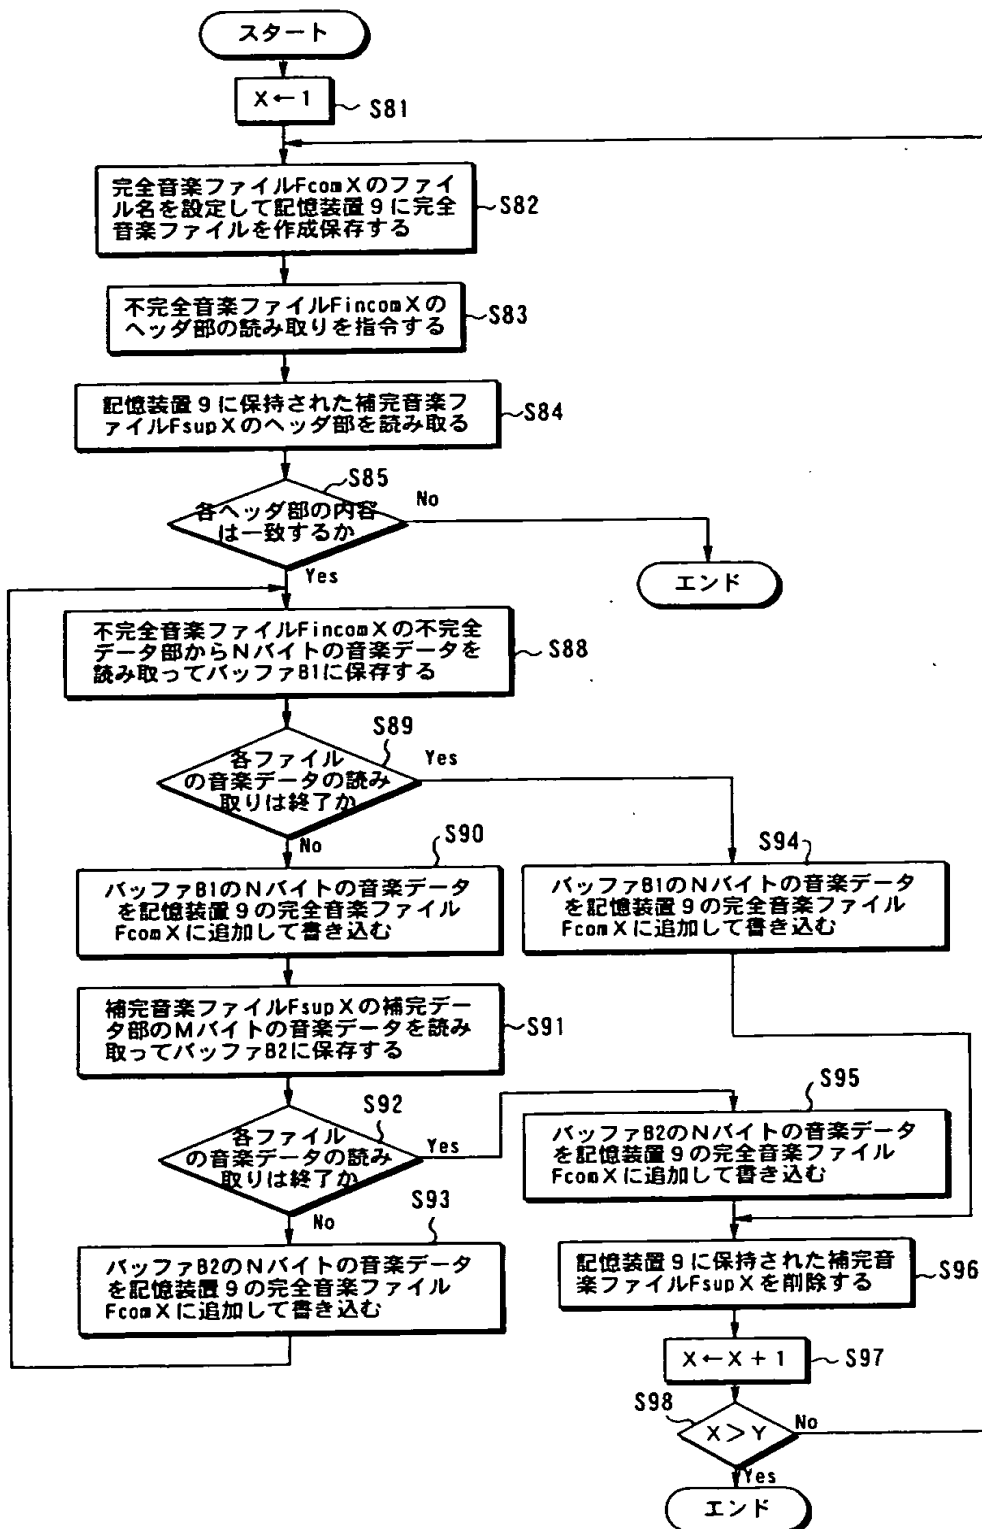 スタート
X←1
S81
完全音楽ファイルFcomXのファイ
ル名を設定して記憶装置9に完全
音楽ファイルを作成保存する
S82
不完全音楽ファイルFincomXの
ヘッダ部の読み取りを指令する
S83
記憶装置9に保持された補完音楽フ
ァイルFsupXのヘッダ部を読み取る
S84
S85
各ヘッダ部の内容
は一致するか
No
エンド
Yes
不完全音楽ファイルFincomXの不完全
データ部からNバイトの音楽データを
読み取ってバッファB1に保存する
S88
S89
各ファイル
の音楽データの読み
取りは終了か
Yes
No
S90
バッファB1のNバイトの音楽データ
を記憶装置9の完全音楽ファイル
FcomXに追加して書き込む
S94
バッファB1のNバイトの音楽データ
を記憶装置9の完全音楽ファイル
FcomXに追加して書き込む
補完音楽ファイルFsupXの補完デー
タ部のMバイトの音楽データを読み
取ってバッファB2に保存する
S91
S92
各ファイル
の音楽データの読み
取りは終了か
Yes
No
S95
バッファB2のNバイトの音楽データ
を記憶装置9の完全音楽ファイル
FcomXに追加して書き込む
S93
バッファB2のNバイトの音楽データ
を記憶装置9の完全音楽ファイル
FcomXに追加して書き込む
記憶装置9に保持された補完音
楽ファイルFsupXを削除する
S96
X←X+1
S97
S98
X>Y
No
Yes
エンド